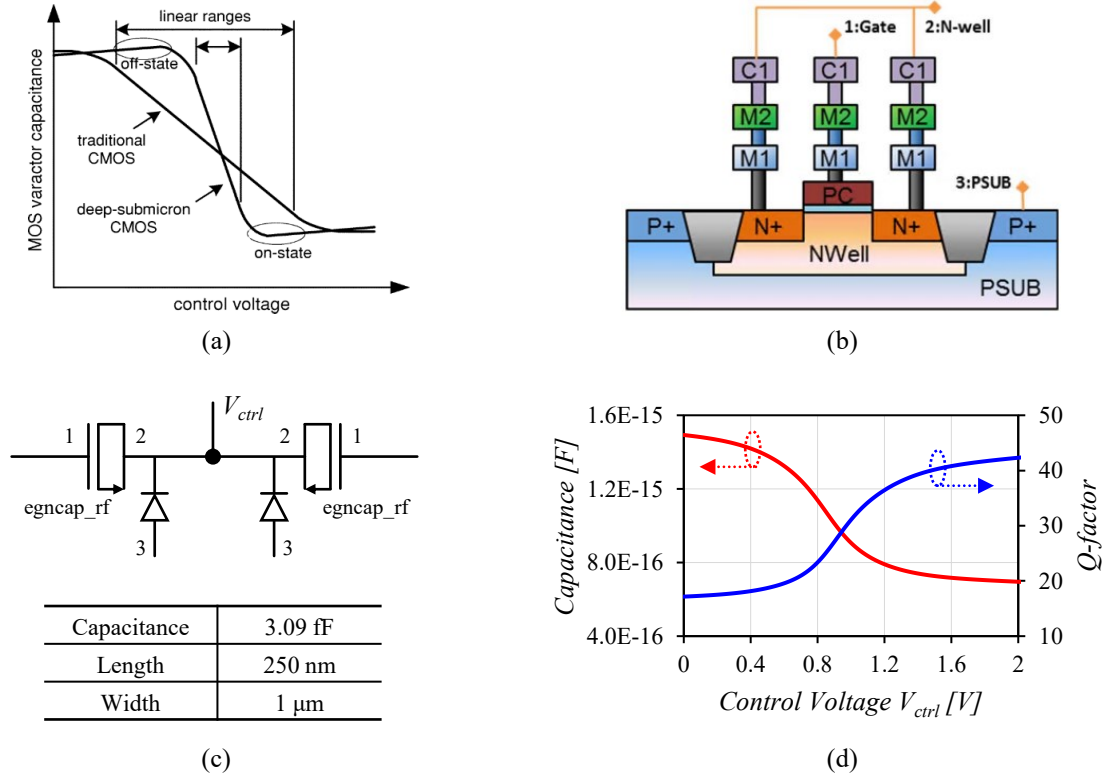 linear ranges
off-state
traditional
CMOS
deep-submicron
CMOS
on-state
MOS varactor capacitance
control voltage
(a)
1:Gate
2:N-well
C1 C1 C1
M2 M2 M2
M1 M1 M1
3:PSUB
PC
P+ N+ N+ P+
NWell
PSUB
(b)
V_ctrl
1 2 2 1
egncap_rf egncap_rf
3 3
Capacitance 3.09 fF
Length 250 nm
Width 1 μm
(c)
1.6E-15
1.2E-15
8.0E-16
4.0E-16
Capacitance [F]
50
40
30
20
10
Q-factor
0 0.4 0.8 1.2 1.6 2
Control Voltage V_ctrl [V]
(d)